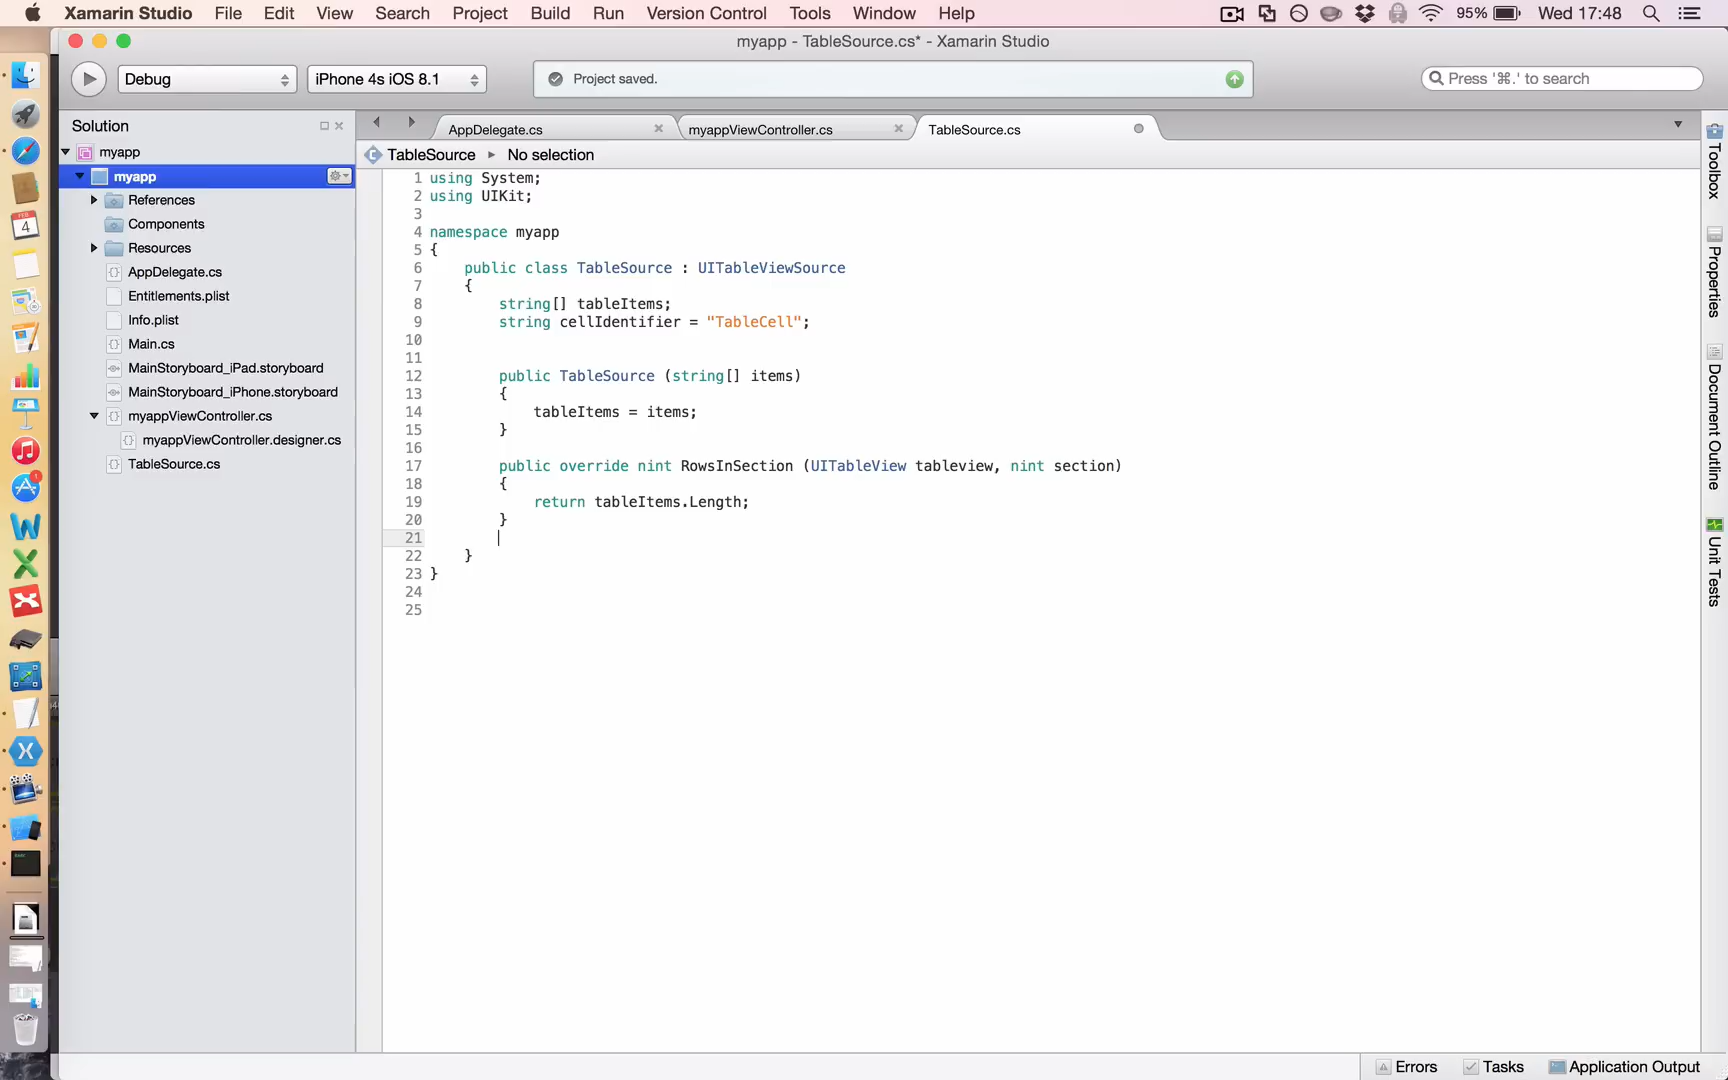 Xamarin Studio File Edit View Search Project Build Run Version Control Tools Window Help 95% Wed 17:48
myapp - TableSource.cs* - Xamarin Studio
Debug iPhone 4s iOS 8.1 Project saved. Press '⌘.' to search
Solution
myapp
myapp
References
Components
Resources
AppDelegate.cs
Entitlements.plist
Info.plist
Main.cs
MainStoryboard_iPad.storyboard
MainStoryboard_iPhone.storyboard
myappViewController.cs
myappViewController.designer.cs
TableSource.cs
AppDelegate.cs myappViewController.cs TableSource.cs
TableSource ▸ No selection
1 using System;
2 using UIKit;
3
4 namespace myapp
5 {
6 public class TableSource : UITableViewSource
7 {
8 string[] tableItems;
9 string cellIdentifier = "TableCell";
10
11
12 public TableSource (string[] items)
13 {
14 tableItems = items;
15 }
16
17 public override nint RowsInSection (UITableView tableview, nint section)
18 {
19 return tableItems.Length;
20 }
21
22 }
23 }
24
25
Toolbox
Properties
Document Outline
Unit Tests
Errors Tasks Application Output
FEB
4
1